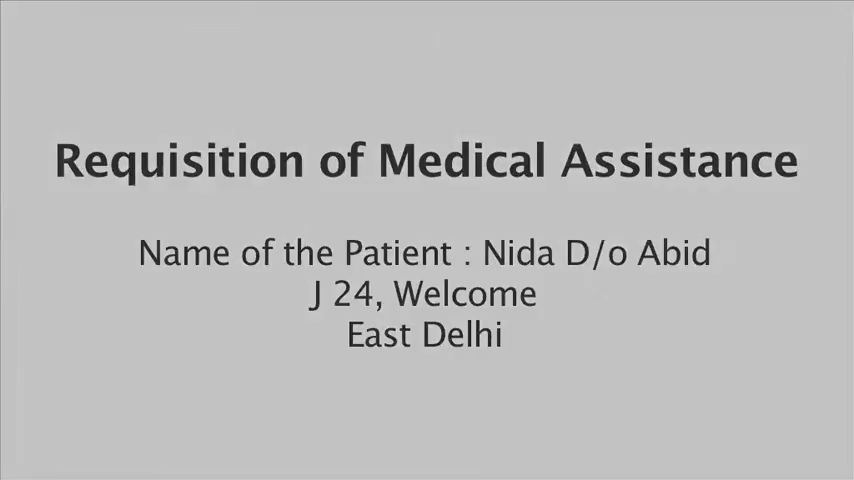 Requisition of Medical Assistance
Name of the Patient : Nida D/o Abid
J 24, Welcome
East Delhi